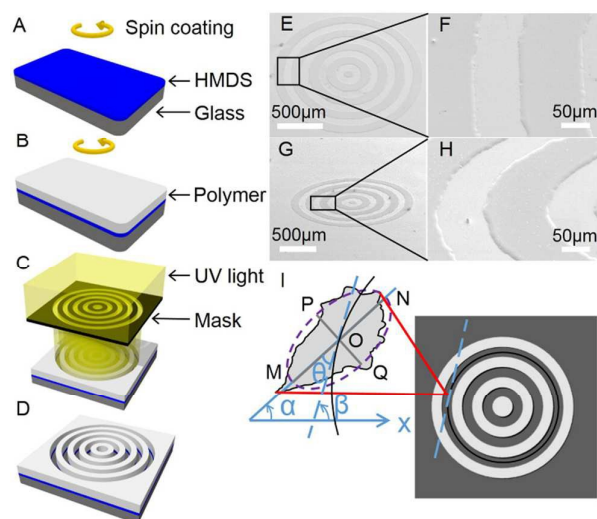 A
Spin coating
HMDS
Glass
B
Polymer
C
UV light
Mask
D
E
500μm
F
50μm
G
500μm
H
50μm
I
P
N
O
M
Q
θ
α
β
x